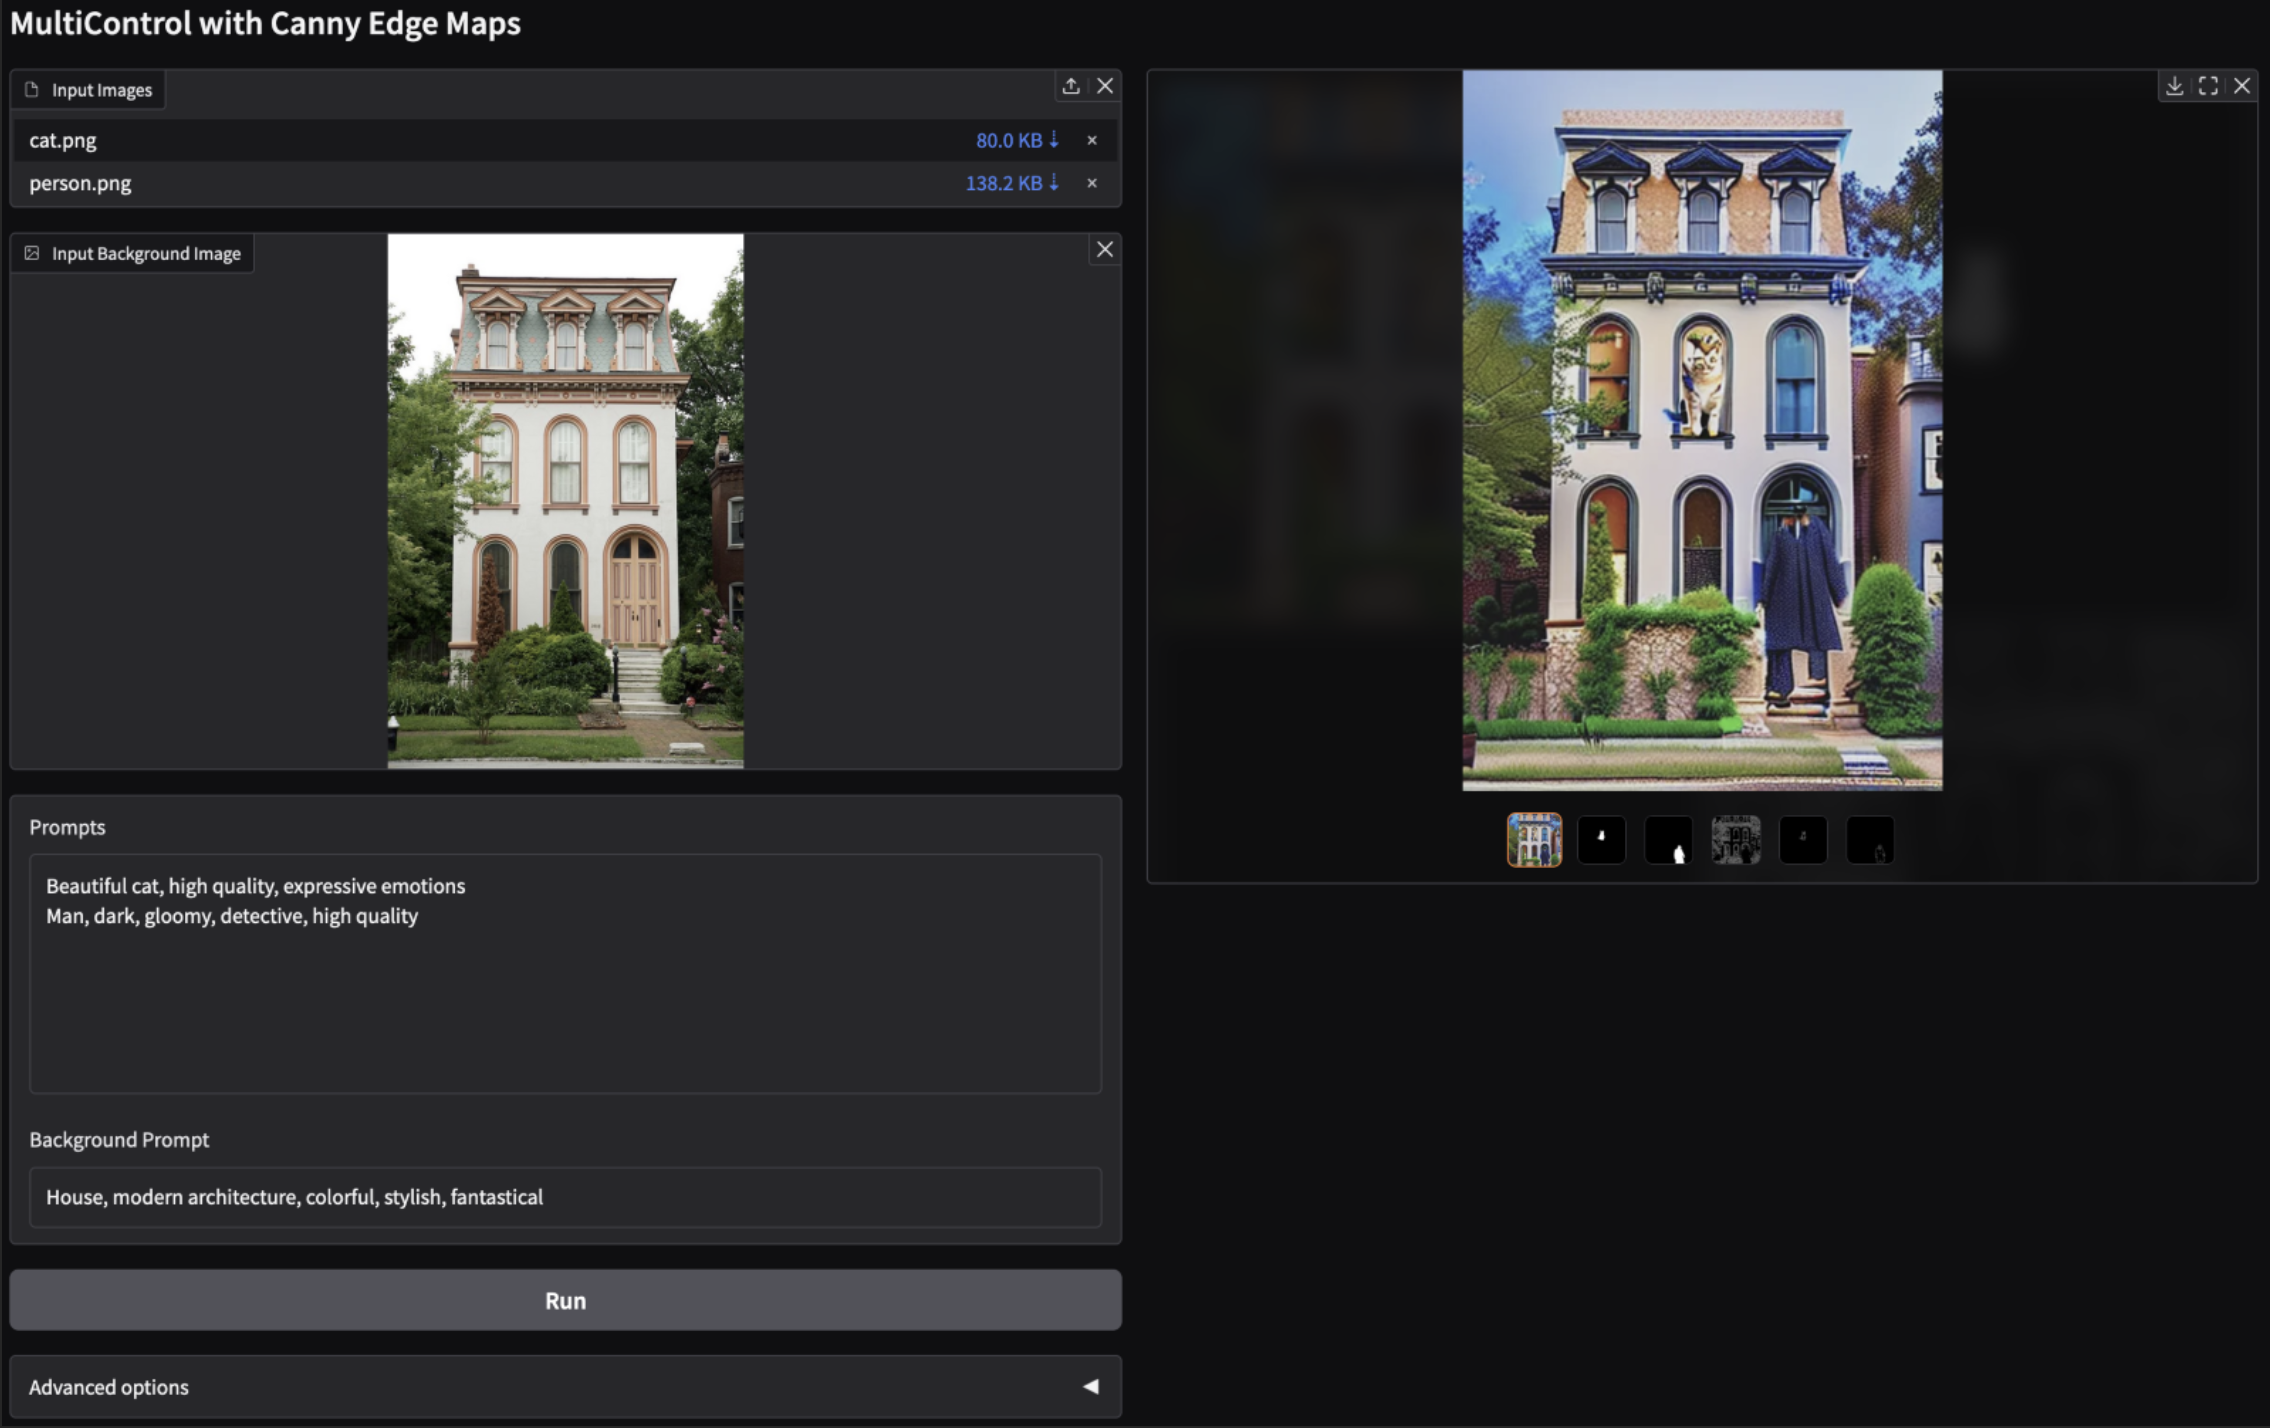 MultiControl with Canny Edge Maps
Input Images
cat.png 80.0 KB ⇣ ×
person.png 138.2 KB ⇣ ×
Input Background Image
Prompts
Beautiful cat, high quality, expressive emotions
Man, dark, gloomy, detective, high quality
Background Prompt
House, modern architecture, colorful, stylish, fantastical
Run
Advanced options